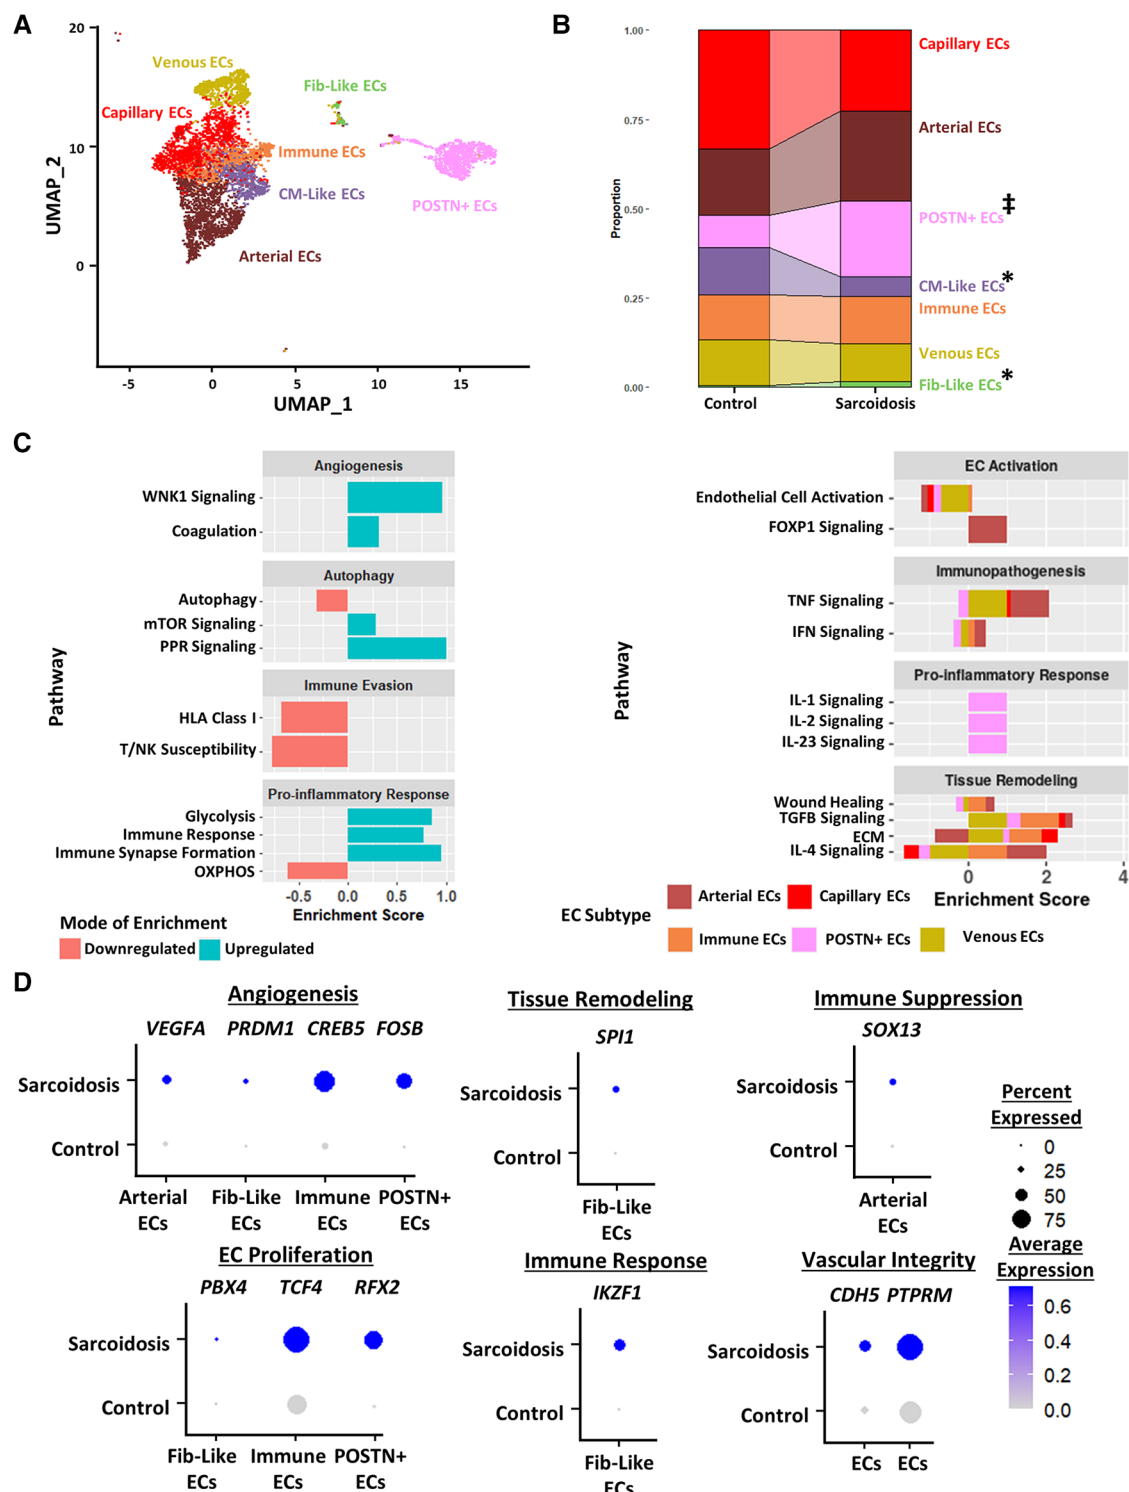 A
20
10
0
UMAP_2
Venous ECs
Capillary ECs
Fib-Like ECs
Immune ECs
CM-Like ECs
POSTN+ ECs
Arterial ECs
-5
0
5
10
15
UMAP_1
B
1.00
0.75
0.50
0.25
0.00
Proportion
Capillary ECs
Arterial ECs
POSTN+ ECs‡
CM-Like ECs*
Immune ECs
Venous ECs
Fib-Like ECs*
Control
Sarcoidosis
C
Pathway
Angiogenesis
WNK1 Signaling
Coagulation
Autophagy
Autophagy
mTOR Signaling
PPR Signaling
Immune Evasion
HLA Class I
T/NK Susceptibility
Pro-inflammatory Response
Glycolysis
Immune Response
Immune Synapse Formation
OXPHOS
-0.5
0.0
0.5
1.0
Enrichment Score
Mode of Enrichment
Downregulated
Upregulated
Pathway
EC Activation
Endothelial Cell Activation
FOXP1 Signaling
Immunopathogenesis
TNF Signaling
IFN Signaling
Pro-inflammatory Response
IL-1 Signaling
IL-2 Signaling
IL-23 Signaling
Tissue Remodeling
Wound Healing
TGFB Signaling
ECM
IL-4 Signaling
0
2
4
Enrichment Score
EC Subtype
Arterial ECs
Capillary ECs
Immune ECs
POSTN+ ECs
Venous ECs
D
Angiogenesis
VEGFA PRDM1 CREB5 FOSB
Sarcoidosis
Control
Arterial ECs
Fib-Like ECs
Immune ECs
POSTN+ ECs
Tissue Remodeling
SPI1
Sarcoidosis
Control
Fib-Like
ECs
Immune Suppression
SOX13
Sarcoidosis
Control
Arterial
ECs
Percent
Expressed
0
25
50
75
Average
Expression
0.6
0.4
0.2
0.0
EC Proliferation
PBX4 TCF4 RFX2
Sarcoidosis
Control
Fib-Like ECs
Immune ECs
POSTN+ ECs
Immune Response
IKZF1
Sarcoidosis
Control
Fib-Like
ECs
Vascular Integrity
CDH5 PTPRM
Sarcoidosis
Control
ECs ECs